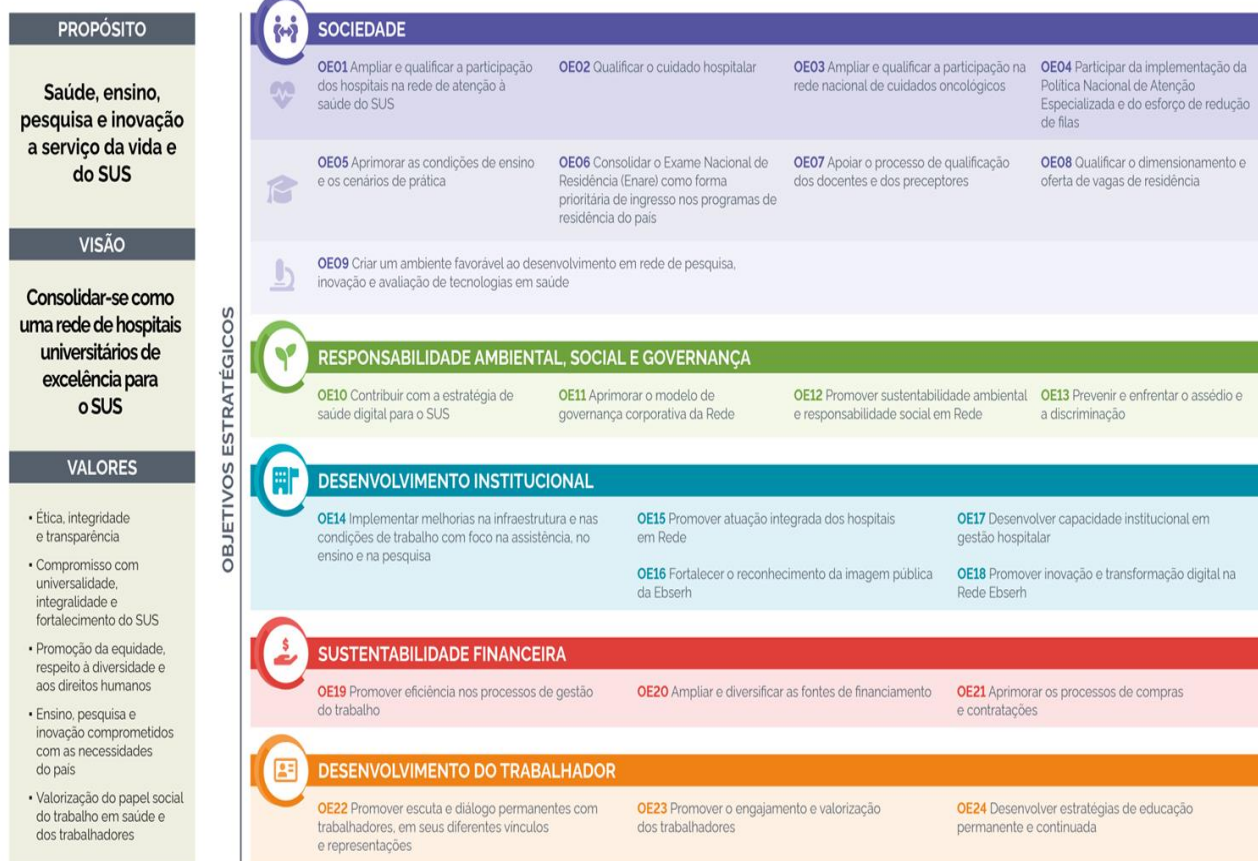 PROPÓSITO
Saúde, ensino,
pesquisa e inovação
a serviço da vida e
do SUS
VISÃO
Consolidar-se como
uma rede de hospitais
universitários de
excelência para
o SUS
VALORES
▪ Ética, integridade
e transparência
▪ Compromisso com
universalidade,
integralidade e
fortalecimento do SUS
▪ Promoção da equidade,
respeito à diversidade e
aos direitos humanos
▪ Ensino, pesquisa e
inovação comprometidos
com as necessidades
do país
▪ Valorização do papel social
do trabalho em saúde e
dos trabalhadores
OBJETIVOS ESTRATÉGICOS
SOCIEDADE
OE01 Ampliar e qualificar a participação
dos hospitais na rede de atenção à
saúde do SUS
OE02 Qualificar o cuidado hospitalar
OE03 Ampliar e qualificar a participação na
rede nacional de cuidados oncológicos
OE04 Participar da implementação da
Política Nacional de Atenção
Especializada e do esforço de redução
de filas
OE05 Aprimorar as condições de ensino
e os cenários de prática
OE06 Consolidar o Exame Nacional de
Residência (Enare) como forma
prioritária de ingresso nos programas de
residência do país
OE07 Apoiar o processo de qualificação
dos docentes e dos preceptores
OE08 Qualificar o dimensionamento e
oferta de vagas de residência
OE09 Criar um ambiente favorável ao desenvolvimento em rede de pesquisa,
inovação e avaliação de tecnologias em saúde
RESPONSABILIDADE AMBIENTAL, SOCIAL E GOVERNANÇA
OE10 Contribuir com a estratégia de
saúde digital para o SUS
OE11 Aprimorar o modelo de
governança corporativa da Rede
OE12 Promover sustentabilidade ambiental
e responsabilidade social em Rede
OE13 Prevenir e enfrentar o assédio e
a discriminação
DESENVOLVIMENTO INSTITUCIONAL
OE14 Implementar melhorias na infraestrutura e nas
condições de trabalho com foco na assistência, no
ensino e na pesquisa
OE15 Promover atuação integrada dos hospitais
em Rede
OE16 Fortalecer o reconhecimento da imagem pública
da Ebserh
OE17 Desenvolver capacidade institucional em
gestão hospitalar
OE18 Promover inovação e transformação digital na
Rede Ebserh
$
SUSTENTABILIDADE FINANCEIRA
OE19 Promover eficiência nos processos de gestão
do trabalho
OE20 Ampliar e diversificar as fontes de financiamento
OE21 Aprimorar os processos de compras
e contratações
DESENVOLVIMENTO DO TRABALHADOR
OE22 Promover escuta e diálogo permanentes com
trabalhadores, em seus diferentes vínculos
e representações
OE23 Promover o engajamento e valorização
dos trabalhadores
OE24 Desenvolver estratégias de educação
permanente e continuada